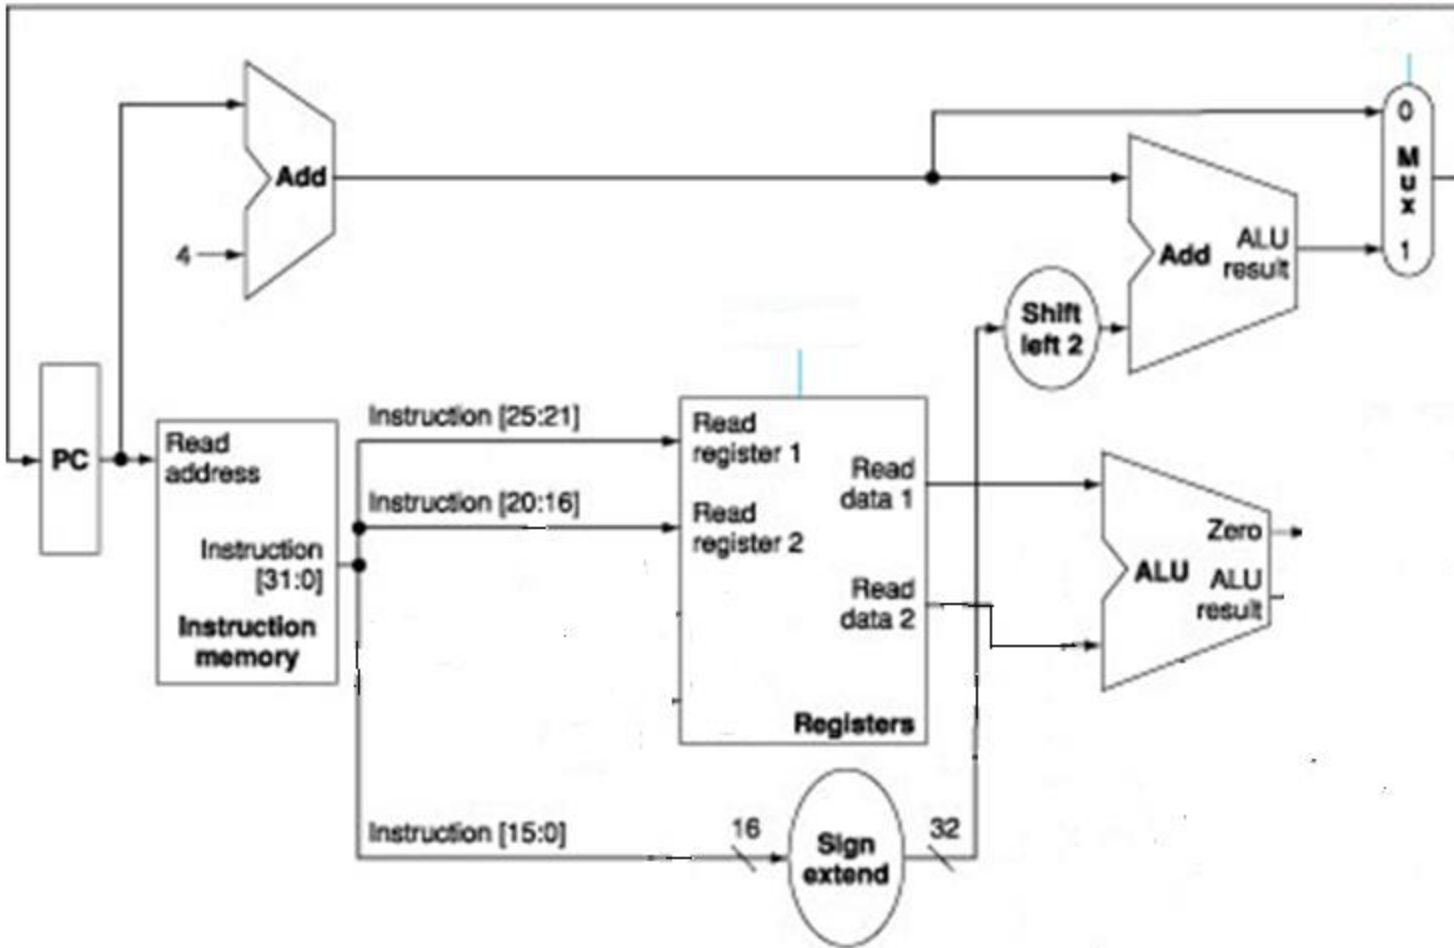 0
M
u
x
1
Add
4
Add
ALU
result
Shift
left 2
PC
Read
address
Instruction
[31:0]
Instruction
memory
Instruction [25:21]
Instruction [20:16]
Instruction [15:0]
Read
register 1
Read
register 2
Read
data 1
Read
data 2
Registers
Zero
ALU
ALU
result
16
Sign
extend
32